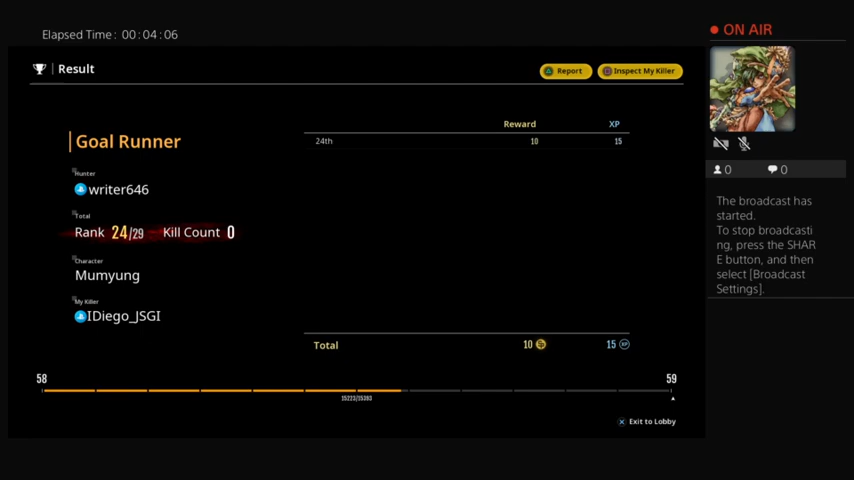 Elapsed Time : 00:04:06
ON AIR
Result
Report
Inspect My Killer
Reward XP
Goal Runner
24th 10 15
Hunter
writer646
0 0
Total
Rank 24/29 Kill Count 0
The broadcast has
started.
To stop broadcasti
ng, press the SHAR
E button, and then
select [Broadcast
Settings].
Character
Mumyung
My Killer
IDiego_JSGI
Total 10 15 XP
58 59
15223/15393
Exit to Lobby